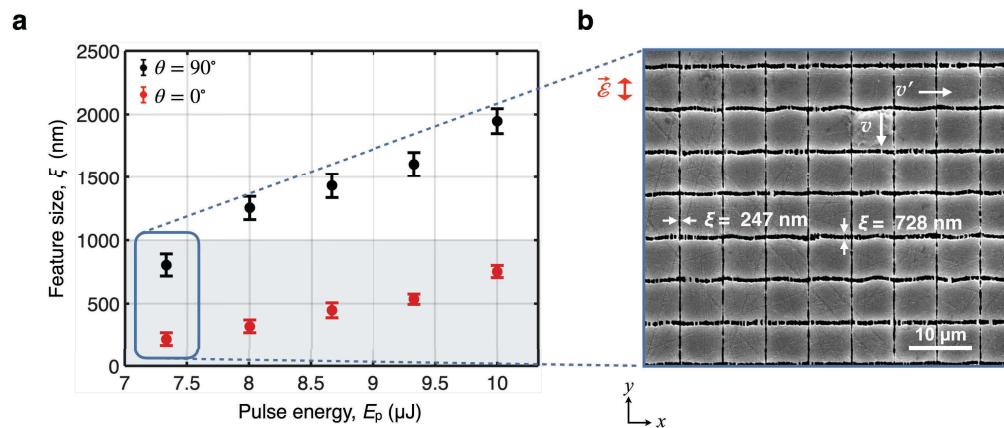 a
2500
2000
1500
1000
500
0
θ = 90°
θ = 0°
7
7.5
8
8.5
9
9.5
10
Feature size, ξ (nm)
Pulse energy, Ep (μJ)
b
ℰ⃗
v′
v
ξ = 247 nm
ξ = 728 nm
10 μm
y
x